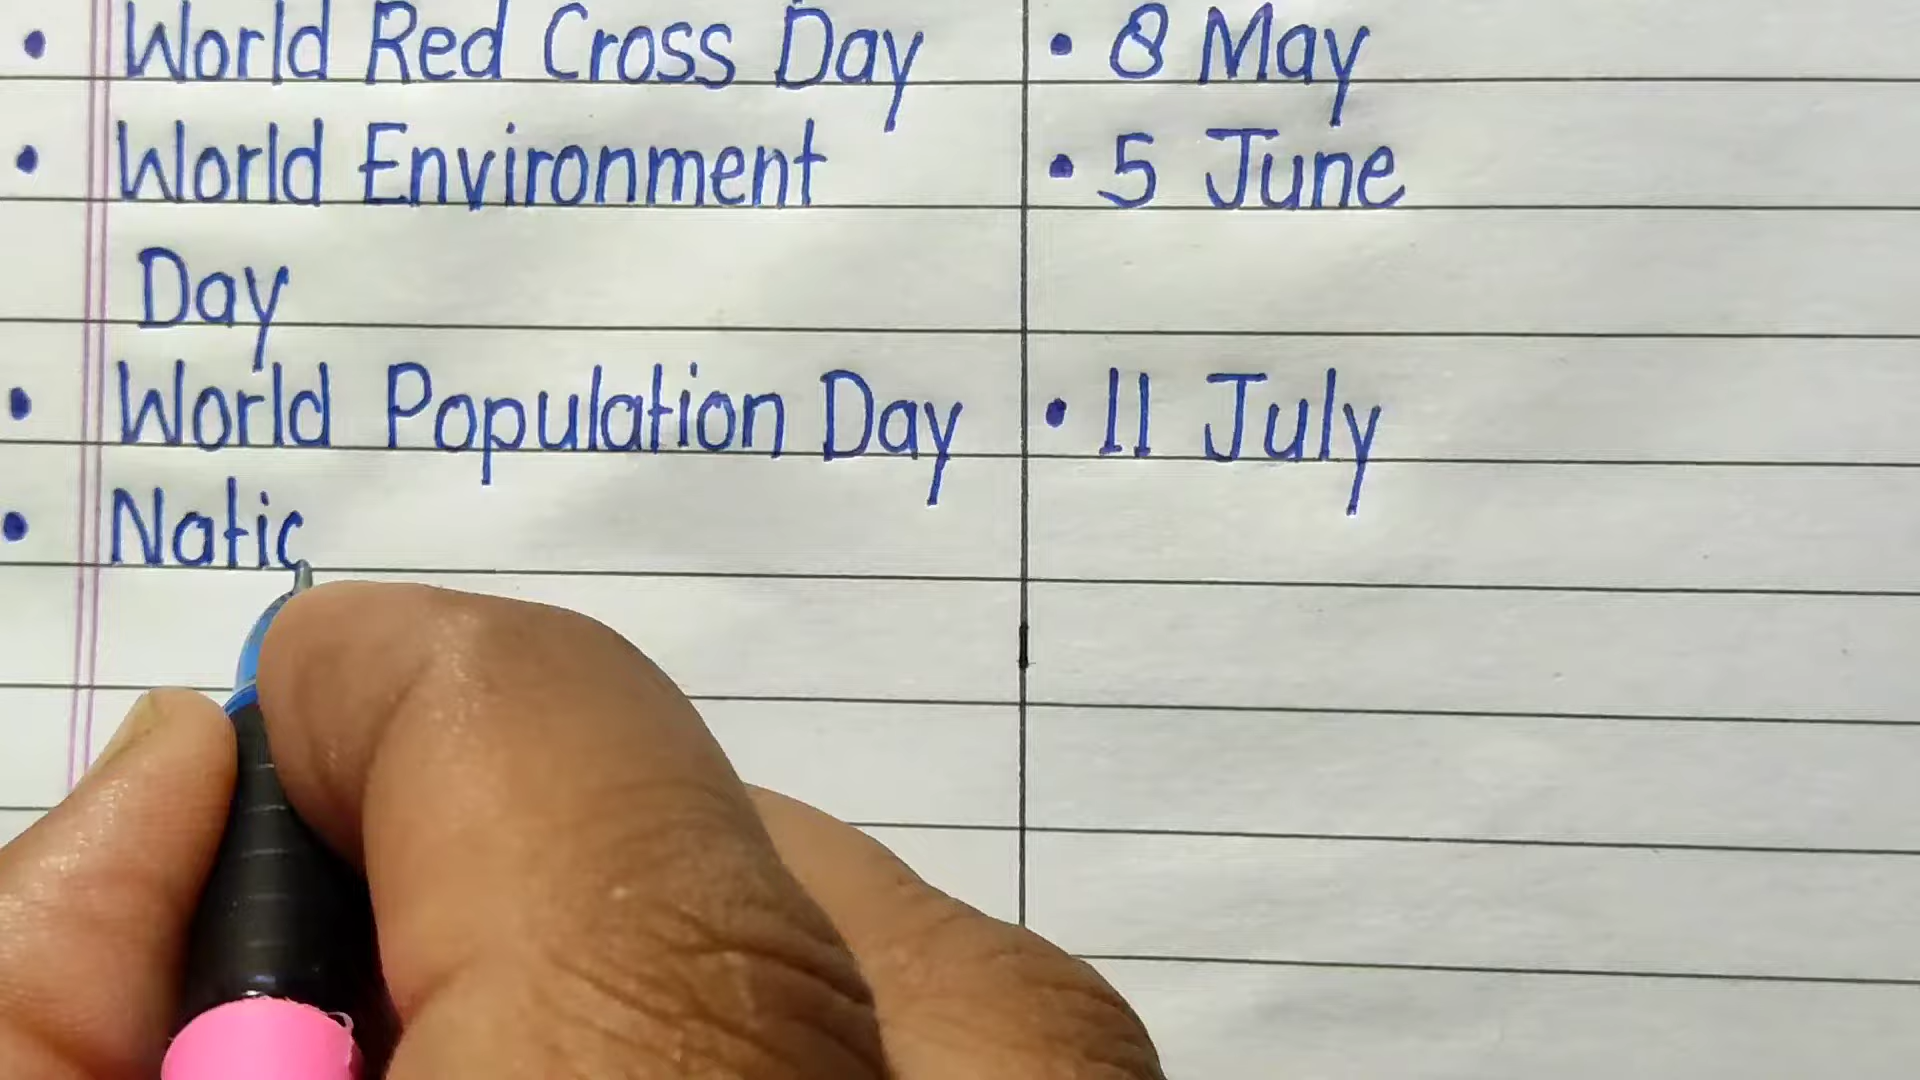 • World Red Cross Day • 8 May
• World Environment • 5 June
Day
• World Population Day • 11 July
• Natic